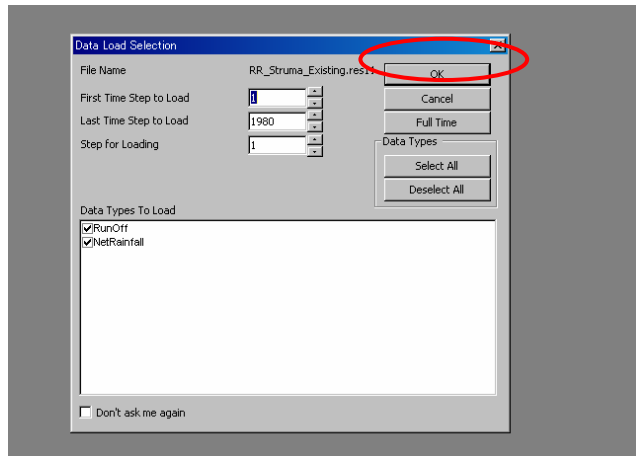 Data Load Selection
File Name RR_Struma_Existing.res11 OK
First Time Step to Load 1 Cancel
Last Time Step to Load 1980 Full Time
Step for Loading 1 Data Types
Select All
Deselect All
Data Types To Load
RunOff
NetRainfall
Don't ask me again